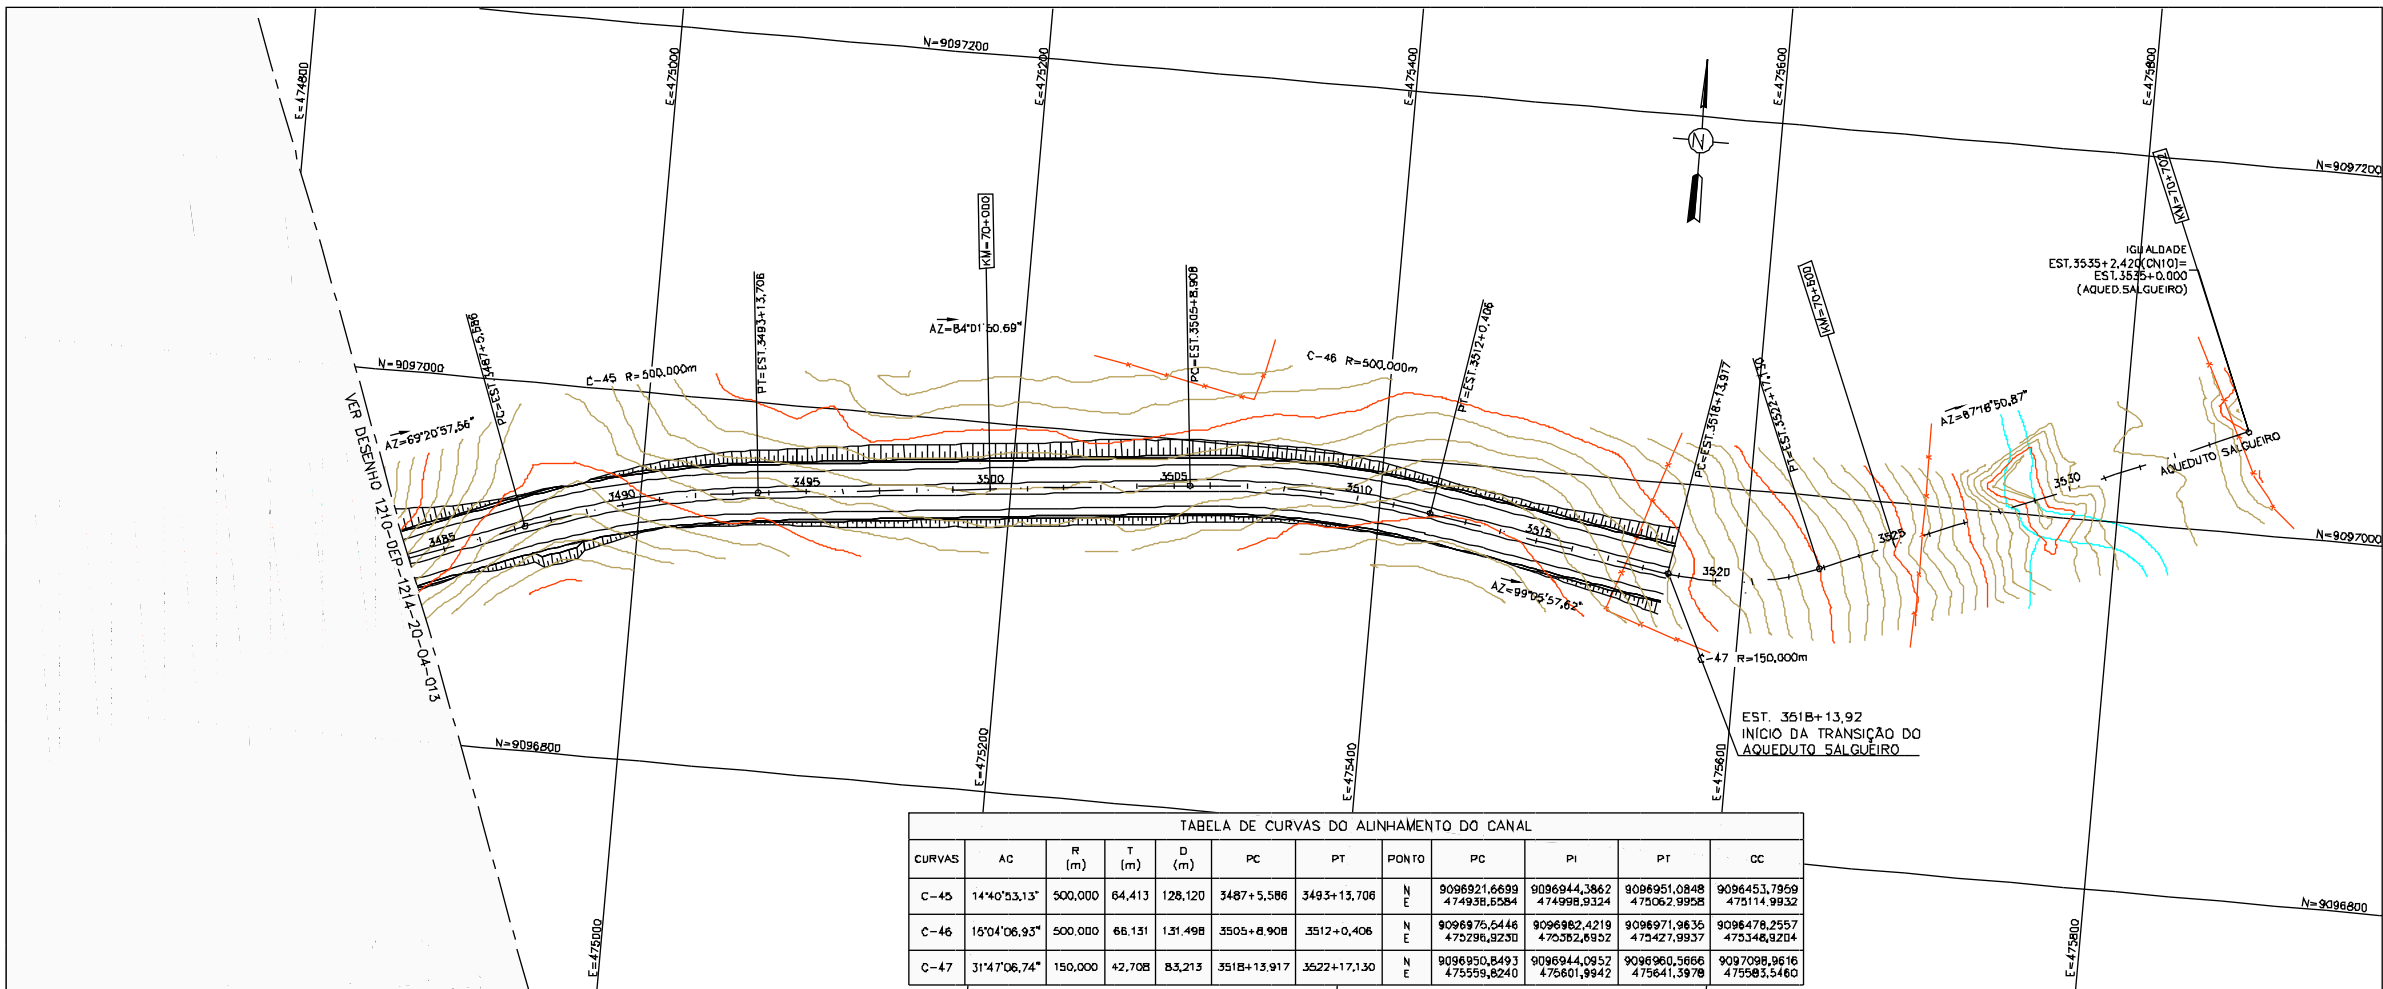 N=9097200
E=474800
E=475000
E=475200
E=475400
E=475600
E=475800
N=9097200
N
KM=70+702
KM=70+000
IGUALDADE
EST.3535+2,420(CN10)=
EST.3535+0.000
(AQUED.SALGUEIRO)
KM=70+500
PC=EST.3487+5,586
PT=EST.3493+13,706
AZ=84°01'50,69"
PC=EST.3505+8,908
PT=EST.3512+0,406
C-46 R=500,000m
N=9097000
C-45 R=500,000m
PC=EST.3518+13,917
PT=EST.3522+17,130
AZ=87°18'50,87"
AZ=69°20'57,56"
VER DESENHO 1210-DEP-1214-20-04-013
3485
3490
3495
3500
3505
3510
3515
3520
3525
3530
AQUEDUTO SALGUEIRO
N=9097000
AZ=99°05'57,62"
C-47 R=150,000m
EST. 3518+13,92
INÍCIO DA TRANSIÇÃO DO
AQUEDUTO SALGUEIRO
N=9096800
E=475000
E=475200
E=475400
E=475600
E=475800
N=9096800
TABELA DE CURVAS DO ALINHAMENTO DO CANAL
CURVAS AC R (m) T (m) D (m) PC PT PONTO PC PI PT CC
C-45 14°40'53,13" 500,000 64,413 128,120 3487+5,586 3493+13,706 N 9096921,6699 9096944,3862 9096951,0848 9096453,7959
E 474938,6584 474998,9324 475062,9958 475114,9932
C-46 15°04'06,93" 500,000 66,131 131,498 3505+8,908 3512+0,406 N 9096975,5446 9096982,4219 9096971,9635 9096478,2557
E 475296,9230 475362,6952 475427,9937 475348,9204
C-47 31°47'06,74" 150,000 42,708 83,213 3518+13,917 3522+17,130 N 9096950,8493 9096944,0952 9096960,5666 9097098,9616
E 475559,8240 475601,9942 475641,3978 475583,5460